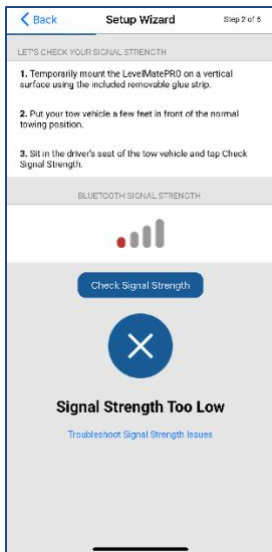 Back
Setup Wizard
Step 2 of 6
LET'S CHECK YOUR SIGNAL STRENGTH
1. Temporarily mount the LevelMatePRO on a vertical
surface using the included removable glue strip.
2. Put your tow vehicle a few feet in front of the normal
towing position.
3. Sit in the driver's seat of the tow vehicle and tap Check
Signal Strength.
BLUETOOTH SIGNAL STRENGTH
Check Signal Strength
Signal Strength Too Low
Troubleshoot Signal Strength Issues